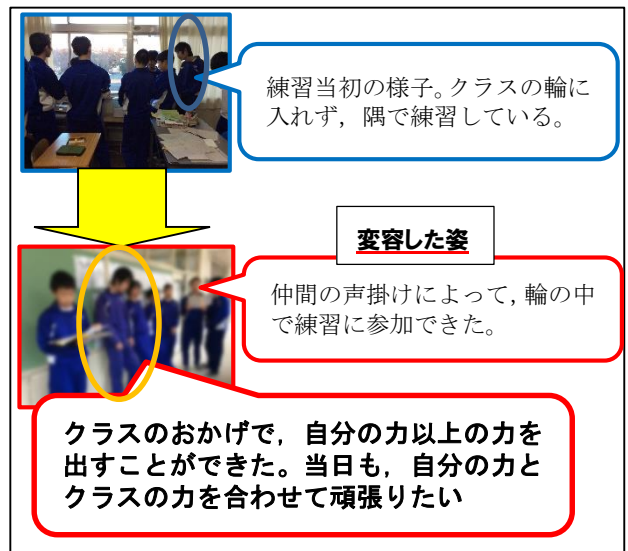 練習当初の様子。クラスの輪に
入れず，隅で練習している。
変容した姿
仲間の声掛けによって，輪の中
で練習に参加できた。
クラスのおかげで，自分の力以上の力を
出すことができた。当日も，自分の力と
クラスの力を合わせて頑張りたい